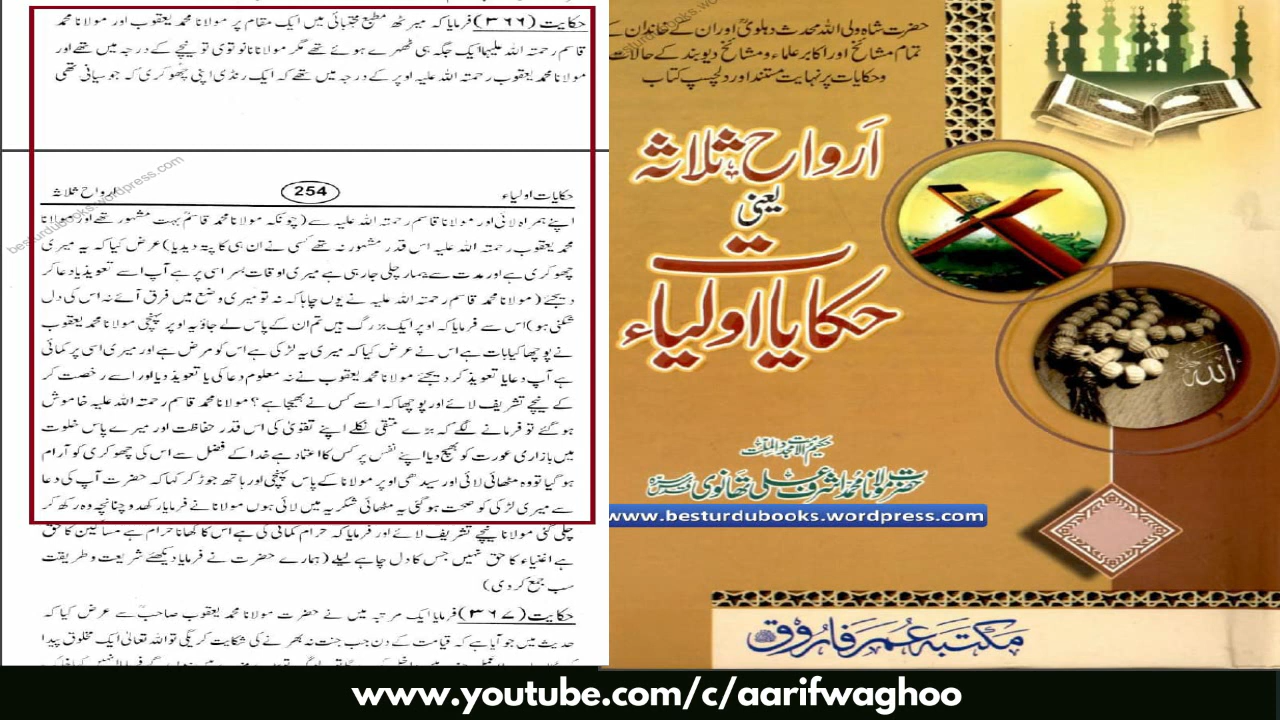 حکایت (۳۶۶) فرمایا کہ میرٹھ مطبع مجتبائی میں ایک مقام پر مولانا محمد یعقوب اور مولانا محمد
قاسم رحمتہ اللہ علیہما ایک جگہ ہی ٹھہرے ہوئے تھے مگر مولانا نانوتوی تو نیچے کے درجہ میں تھے اور
مولانا محمد یعقوب رحمتہ اللہ علیہ اوپر کے درجہ میں تھے کہ ایک رنڈی اپنی چھوکری کہ جو سیانی تھی
حکایات اولیاء 254 ارواح ثلاثہ
اپنے ہمراہ لائی اور مولانا قاسم رحمتہ اللہ علیہ سے (چونکہ مولانا محمد قاسمؒ بہت مشہور تھے اور مولانا
محمد یعقوب رحمتہ اللہ علیہ اس قدر مشہور نہ تھے کسی نے ان ہی کا پتہ دیدیا) عرض کیا کہ یہ میری
چھوکری ہے اور مدت سے بیمار چلی جارہی ہے میری اوقات بسر اسی پر ہے آپ اسے تعویذ یا دعا کر
دیجئے (مولانا محمد قاسم رحمتہ اللہ علیہ نے یوں چاہا کہ نہ تو میری وضع میں فرق آئے نہ اس کی دل
شکنی ہو) اس سے فرمایا کہ اوپر ایک بزرگ ہیں تم ان کے پاس لے جاؤ یہ اوپر پہنچی مولانا محمد یعقوب
نے پوچھا کیا بات ہے اس نے عرض کیا کہ میری یہ لڑکی ہے اس کو مرض ہے اور میری اسی پر کمائی
ہے آپ دعا یا تعویذ کر دیجئے مولانا محمد یعقوب نے نہ معلوم دعا کی یا تعویذ دیا اور اسے رخصت کر
کے نیچے تشریف لائے اور پوچھا کہ اسے کس نے بھیجا ہے؟ مولانا محمد قاسم رحمتہ اللہ علیہ خاموش
ہو گئے تو فرمانے لگے کہ بڑے متقی نکلے اپنے تقویٰ کی اس قدر حفاظت اور میرے پاس خلوت
میں بازاری عورت کو بھیج دیا اپنے نفس پر کس کا اعتماد ہے خدا کے فضل سے اس کی چھوکری کو آرام
ہو گیا تو وہ مٹھائی لائی اور سیدھی اوپر مولانا کے پاس پہنچی اور ہاتھ جوڑ کر کہا کہ حضرت آپ کی دعا
سے میری لڑکی کو صحت ہو گئی یہ مٹھائی شکریہ میں لائی ہوں مولانا نے فرمایا رکھدو چنانچہ وہ رکھ کر
چلی گئی مولانا نیچے تشریف لائے اور فرمایا کہ حرام کمائی کی ہے اس کا کھانا حرام ہے مساکین کا حق
ہے اغنیاء کا حق نہیں جس کا دل چاہے لیلے (ہمارے حضرت نے فرمایا دیکھئے شریعت و طریقت
سب جمع کر دی)
حکایت (۳۶۷) فرمایا ایک مرتبہ میں نے حضرت مولانا محمد یعقوب صاحبؒ سے عرض کیا کہ
حدیث میں جو آیا ہے کہ قیامت کے دن جب جنت نہ بھرنے کی شکایت کریگی تو اللہ تعالیٰ ایک مخلوق پیدا
besturdubooks.wordpress.com
حضرت شاہ ولی اللہ محدث دہلویؒ اور ان کے خاندان کے
تمام مشائخ اور اکابر علماء و مشائخ دیوبند کے حالات
و حکایات پر نہایت مستند اور دلچسپ کتاب
اَرواحِ ثلاثہ
یعنی
حکایات اولیاء
اللہ
حکیم الامت مجدد الملت
حضرت مولانا محمد اشرف علی تھانوی
www.besturdubooks.wordpress.com
مکتبہ عمر فاروق
www.youtube.com/c/aarifwaghoo